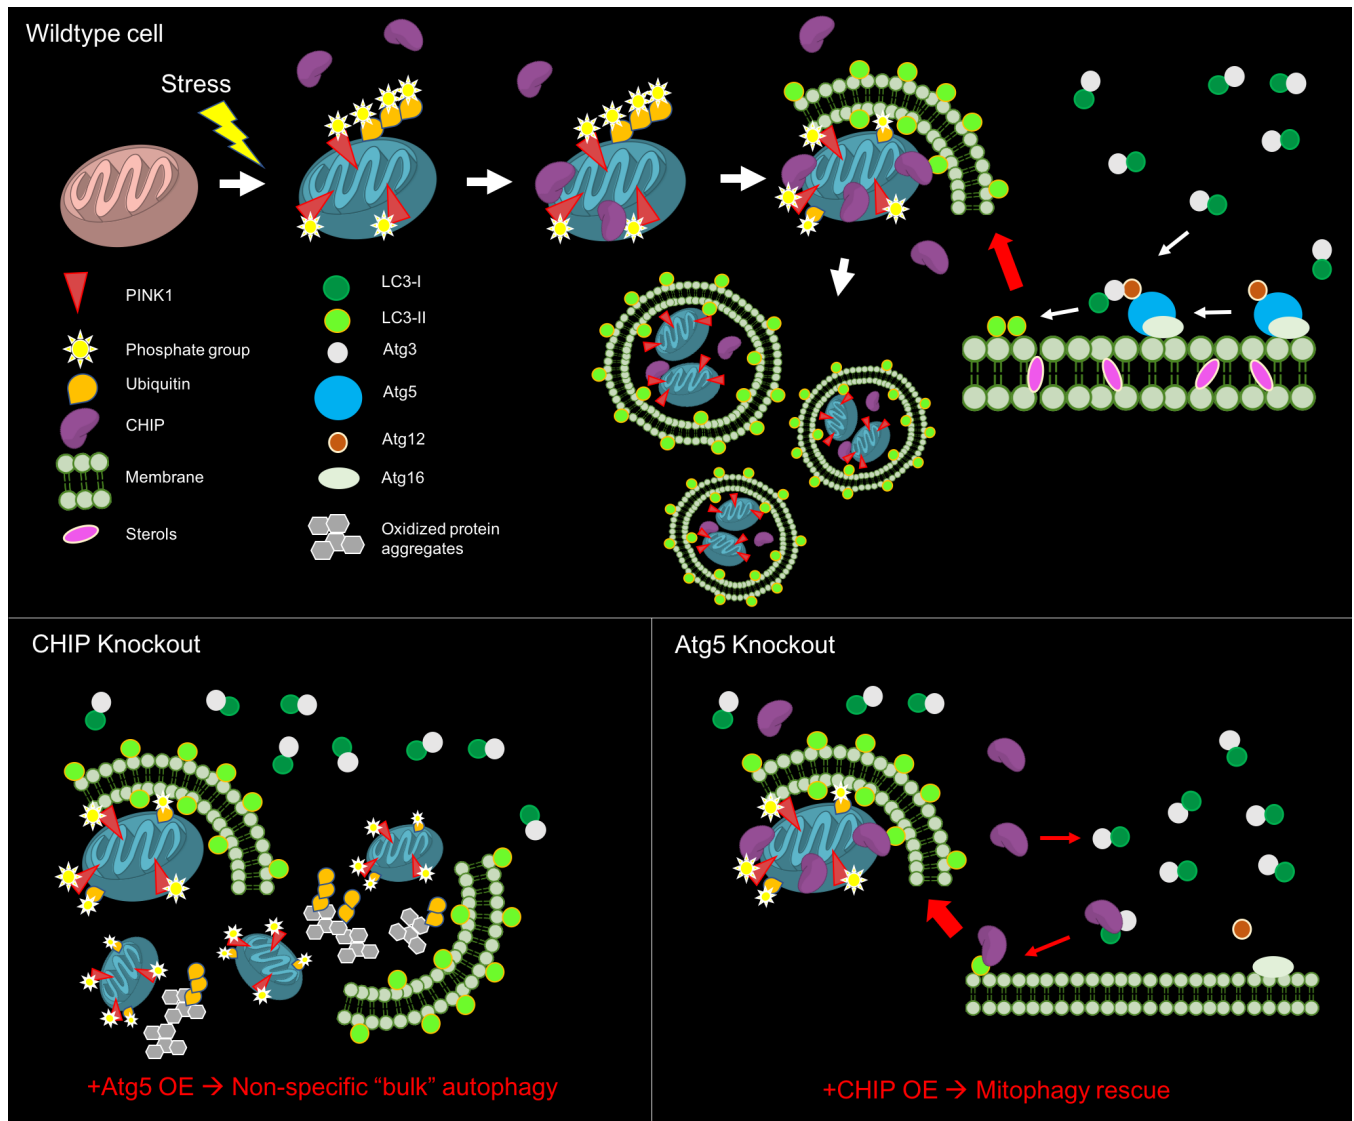 Wildtype cell
Stress
PINK1
Phosphate group
Ubiquitin
CHIP
Membrane
Sterols
LC3-I
LC3-II
Atg3
Atg5
Atg12
Atg16
Oxidized protein
aggregates
CHIP Knockout
+Atg5 OE → Non-specific “bulk” autophagy
Atg5 Knockout
+CHIP OE → Mitophagy rescue